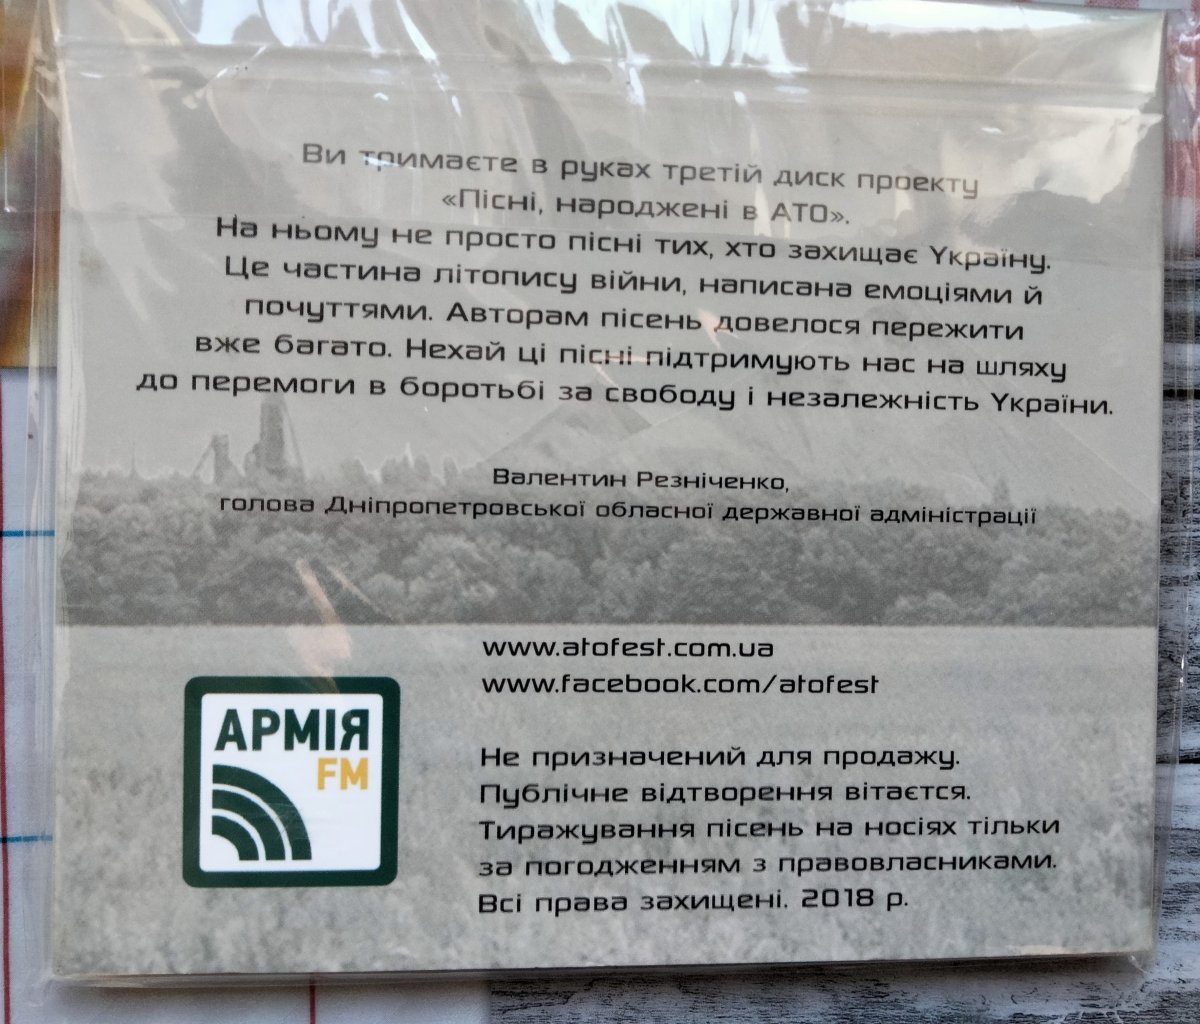 Ви тримаєте в руках третій диск проекту
«Пісні, народжені в АТО».
На ньому не просто пісні тих, хто захищає Україну.
Це частина літопису війни, написана емоціями й
почуттями. Авторам пісень довелося пережити
вже багато. Нехай ці пісні підтримують нас на шляху
до перемоги в боротьбі за свободу і незалежність України.
Валентин Резніченко,
голова Дніпропетровської обласної державної адміністрації
www.atofest.com.ua
www.facebook.com/atofest
АРМІЯ
FM
Не призначений для продажу.
Публічне відтворення вітається.
Тиражування пісень на носіях тільки
за погодженням з правовласниками.
Всі права захищені. 2018 р.